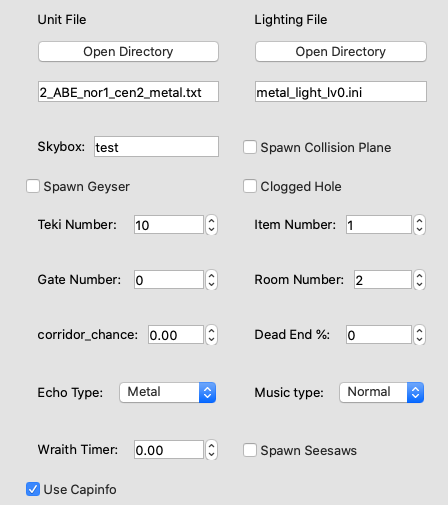 Unit File
Lighting File
Open Directory
Open Directory
2_ABE_nor1_cen2_metal.txt
metal_light_lv0.ini
Skybox: test
Spawn Collision Plane
Spawn Geyser
Clogged Hole
Teki Number: 10
Item Number: 1
Gate Number: 0
Room Number: 2
corridor_chance: 0.00
Dead End %: 0
Echo Type: Metal
Music type: Normal
Wraith Timer: 0.00
Spawn Seesaws
Use Capinfo